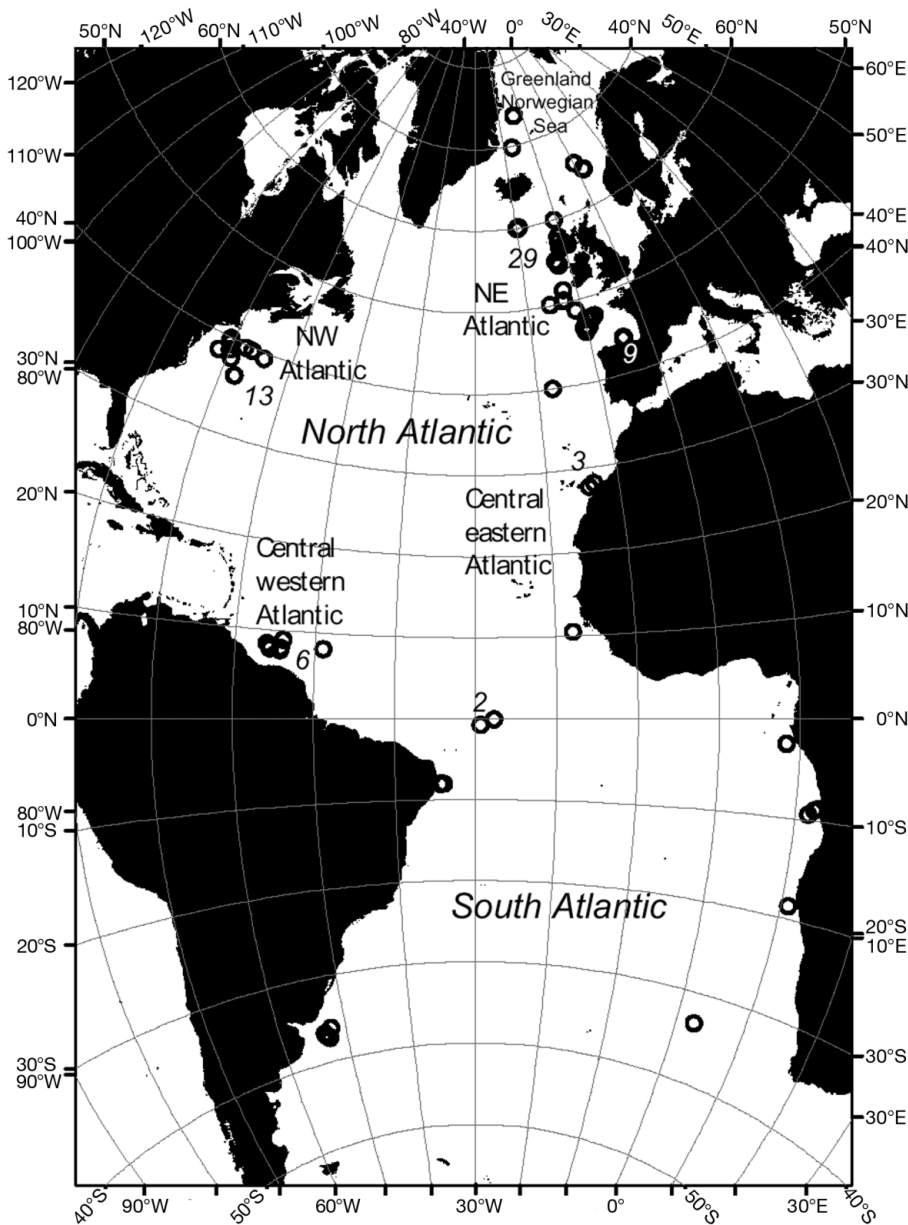 50°N 120°W 60°N 110°W 100°W 80°W 40°W 0° 30°E 40°N 50°E 60°N 50°N
120°W
60°E
Greenland
Norwegian
Sea
50°E
110°W
40°N
100°W
40°E
40°N
29
NE
Atlantic
30°E
NW
Atlantic
9
30°N
80°W
30°N
13
North Atlantic
3
20°N
Central
eastern
Atlantic
20°N
Central
western
Atlantic
10°N
80°W
10°N
6
2
0°N
0°N
80°W
10°S
10°S
South Atlantic
20°S
20°S
10°E
30°S
90°W
30°S
30°E
40°S 90°W 50°S 60°W 30°W 0° 50°S 30°E 40°S